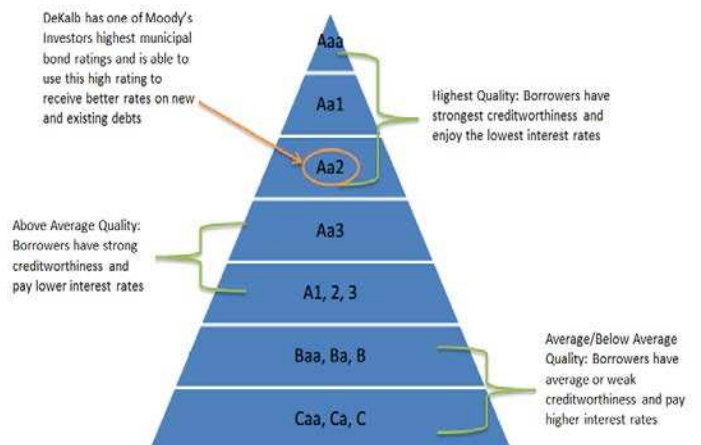 DeKalb has one of Moody's
Investors highest municipal
bond ratings and is able to
use this high rating to
receive better rates on new
and existing debts
Aaa
Aa1
Highest Quality: Borrowers have
strongest creditworthiness and
enjoy the lowest interest rates
Aa2
Above Average Quality:
Borrowers have strong
creditworthiness and
pay lower interest rates
Aa3
A1, 2, 3
Baa, Ba, B
Average/Below Average
Quality: Borrowers have
average or weak
creditworthiness and pay
higher interest rates
Caa, Ca, C